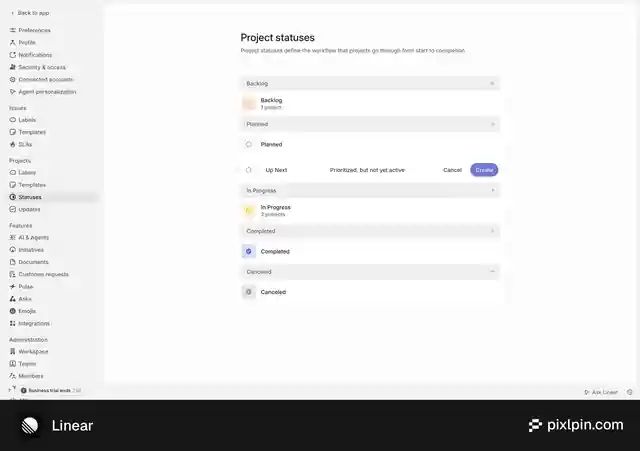 Back to app
Preferences
Profile
Notifications
Security & access
Connected accounts
Agent personalization
Issues
Labels
Templates
SLAs
Projects
Labels
Templates
Statuses
Updates
Features
AI & Agents
Initiatives
Documents
Customer requests
Pulse
Asks
Emojis
Integrations
Administration
Workspace
Teams
Members
Business trial ends
Project statuses
Project statuses define the workflow that projects go through from start to completion
Backlog
Backlog
1 project
Planned
Planned
Up Next Prioritized, but not yet active Cancel Create
In Progress
In Progress
2 projects
Completed
Completed
Canceled
Canceled
Ask Linear
Linear
pixlpin.com